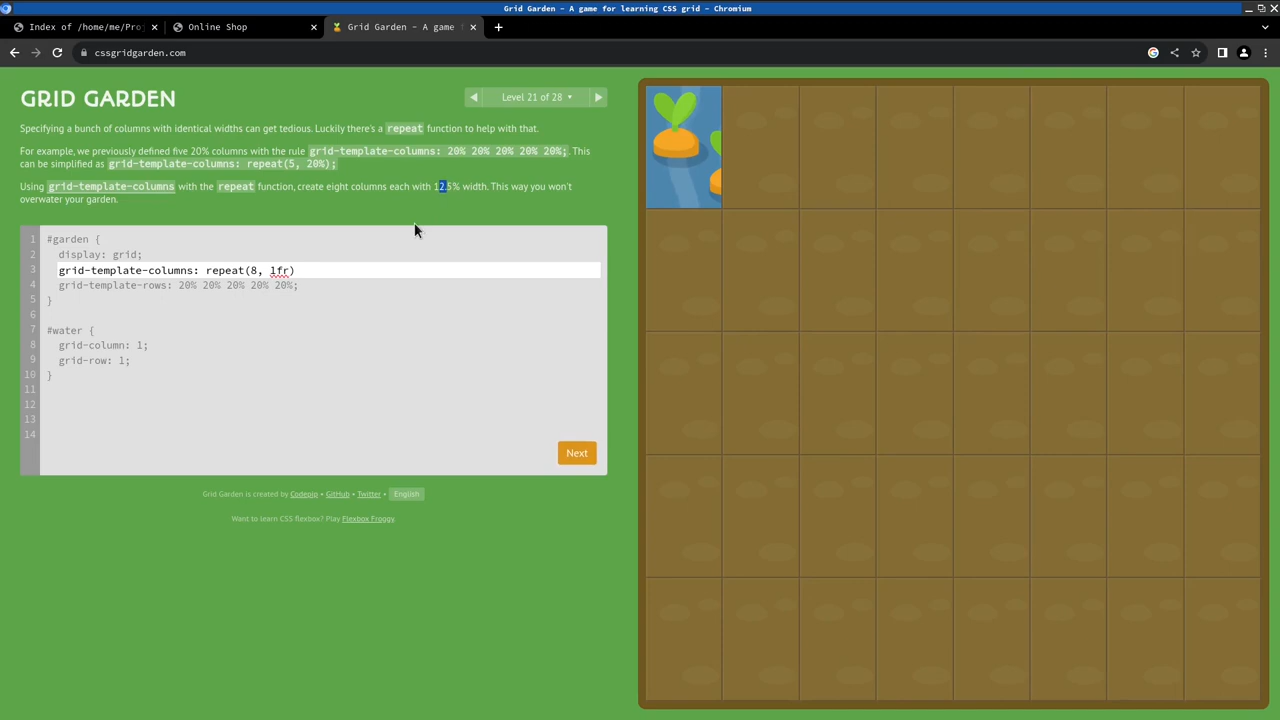 Grid Garden - A game for learning CSS grid - Chromium
Index of /home/me/Proj
Online Shop
Grid Garden - A game f
cssgridgarden.com
GRID GARDEN
Level 21 of 28
Specifying a bunch of columns with identical widths can get tedious. Luckily there's a repeat function to help with that.
For example, we previously defined five 20% columns with the rule grid-template-columns: 20% 20% 20% 20% 20%;. This
can be simplified as grid-template-columns: repeat(5, 20%);
Using grid-template-columns with the repeat function, create eight columns each with 12.5% width. This way you won't
overwater your garden.
1 #garden {
2 display: grid;
3 grid-template-columns: repeat(8, 1fr)
4 grid-template-rows: 20% 20% 20% 20% 20%;
5 }
6
7 #water {
8 grid-column: 1;
9 grid-row: 1;
10 }
11
12
13
14
Next
Grid Garden is created by Codepip • GitHub • Twitter • English
Want to learn CSS flexbox? Play Flexbox Froggy.